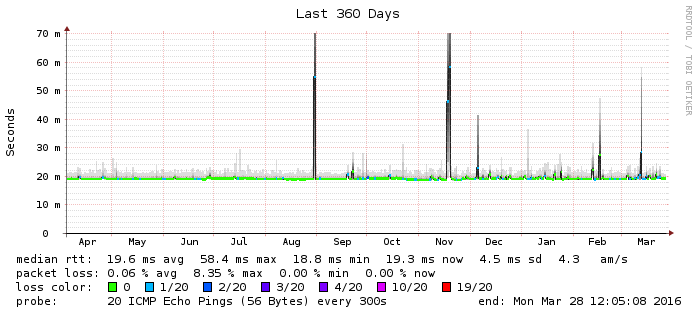 Last 360 Days
RRDTOOL / TOBI OETIKER
Seconds
70 m
60 m
50 m
40 m
30 m
20 m
10 m
0
Apr May Jun Jul Aug Sep Oct Nov Dec Jan Feb Mar
median rtt: 19.6 ms avg 58.4 ms max 18.8 ms min 19.3 ms now 4.5 ms sd 4.3 am/s
packet loss: 0.06 % avg 8.35 % max 0.00 % min 0.00 % now
loss color: 0 1/20 2/20 3/20 4/20 10/20 19/20
probe: 20 ICMP Echo Pings (56 Bytes) every 300s end: Mon Mar 28 12:05:08 2016